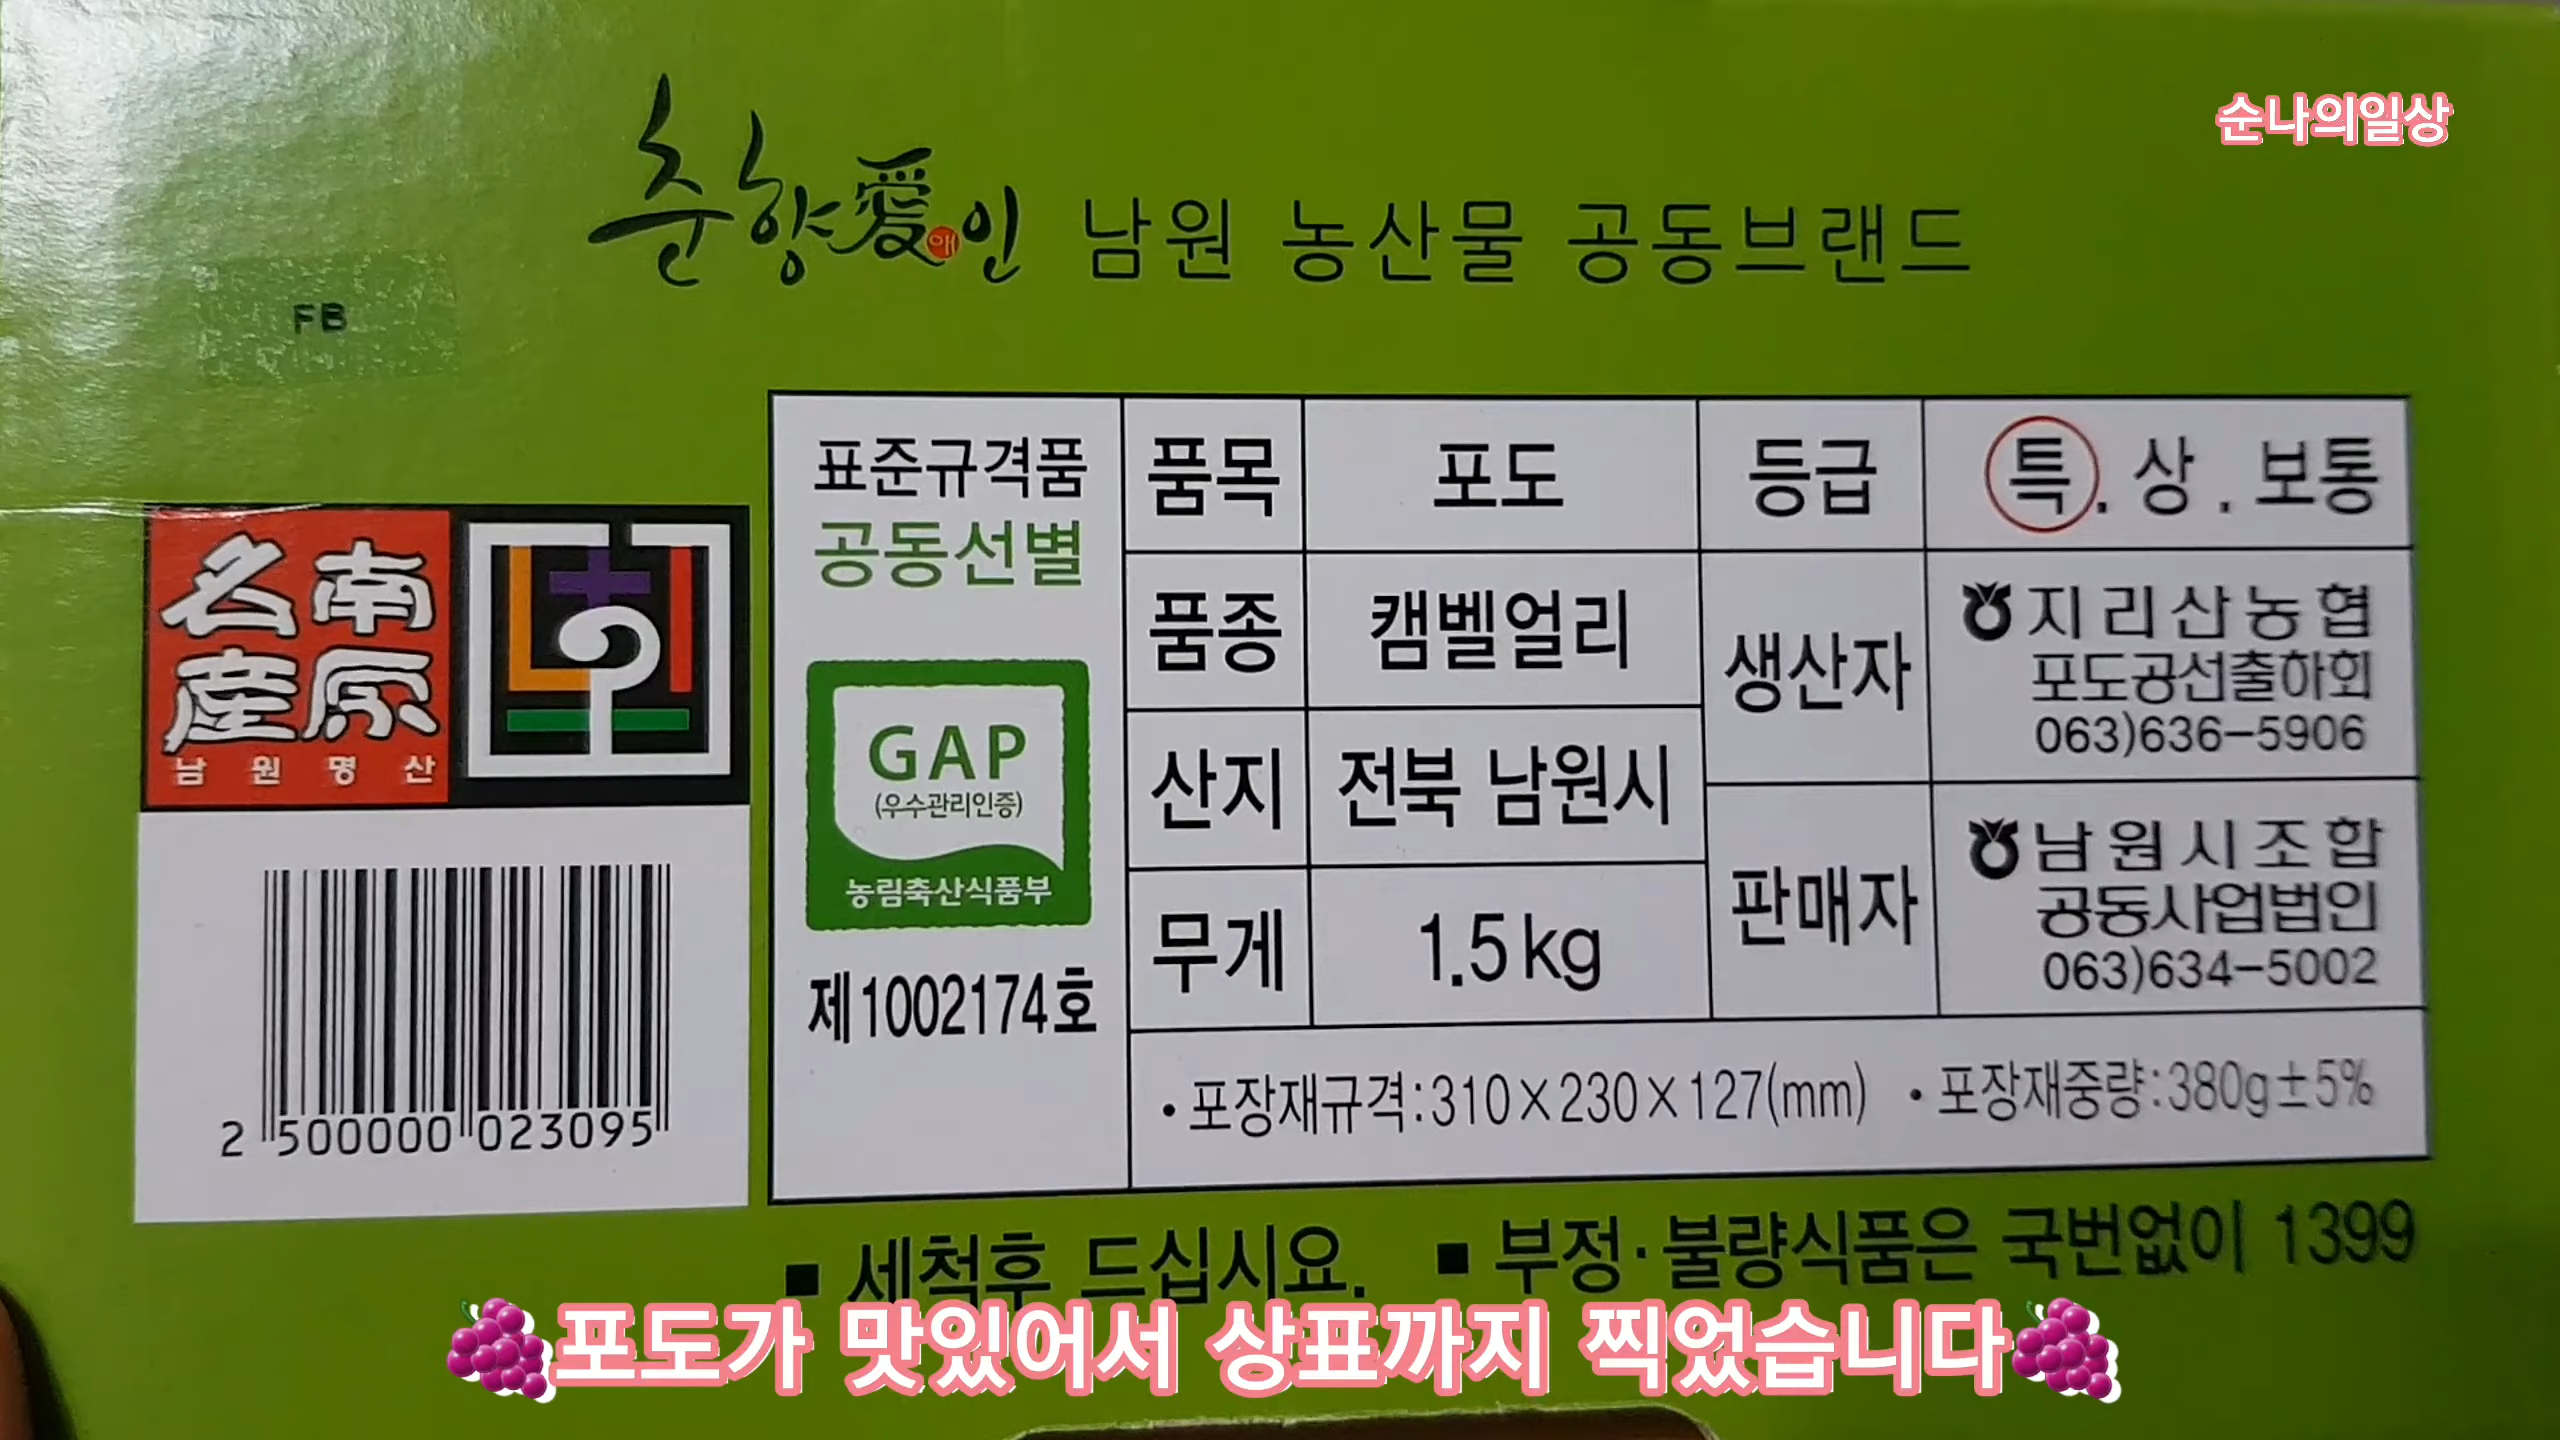 순나의일상
춘향愛애인 남원 농산물 공동브랜드
FB
名南
産原
남원명산
2 500000 023095
표준규격품
공동선별
GAP
(우수관리인증)
농림축산식품부
제1002174호
품목 포도 등급 특 . 상 . 보통
품종 캠벨얼리
생산자 지리산농협
포도공선출하회
063)636-5906
산지 전북 남원시
무게 1.5kg
판매자 남원시조합
공동사업법인
063)634-5002
• 포장재규격:310×230×127(mm) • 포장재중량:380g±5%
■ 세척후 드십시요. ■ 부정·불량식품은 국번없이 1399
🍇포도가 맛있어서 상표까지 찍었습니다🍇